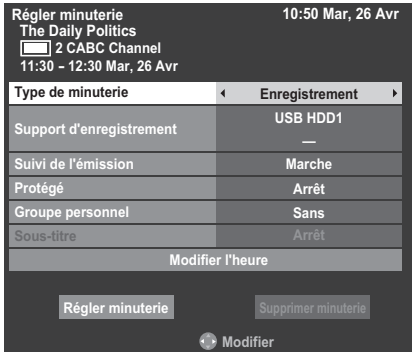 Régler minuterie 10:50 Mar, 26 Avr
The Daily Politics
2 CABC Channel
11:30 – 12:30 Mar, 26 Avr
Type de minuterie Enregistrement
Support d'enregistrement USB HDD1
—
Suivi de l'émission Marche
Protégé Arrêt
Groupe personnel Sans
Sous-titre Arrêt
Modifier l'heure
Régler minuterie Supprimer minuterie
Modifier